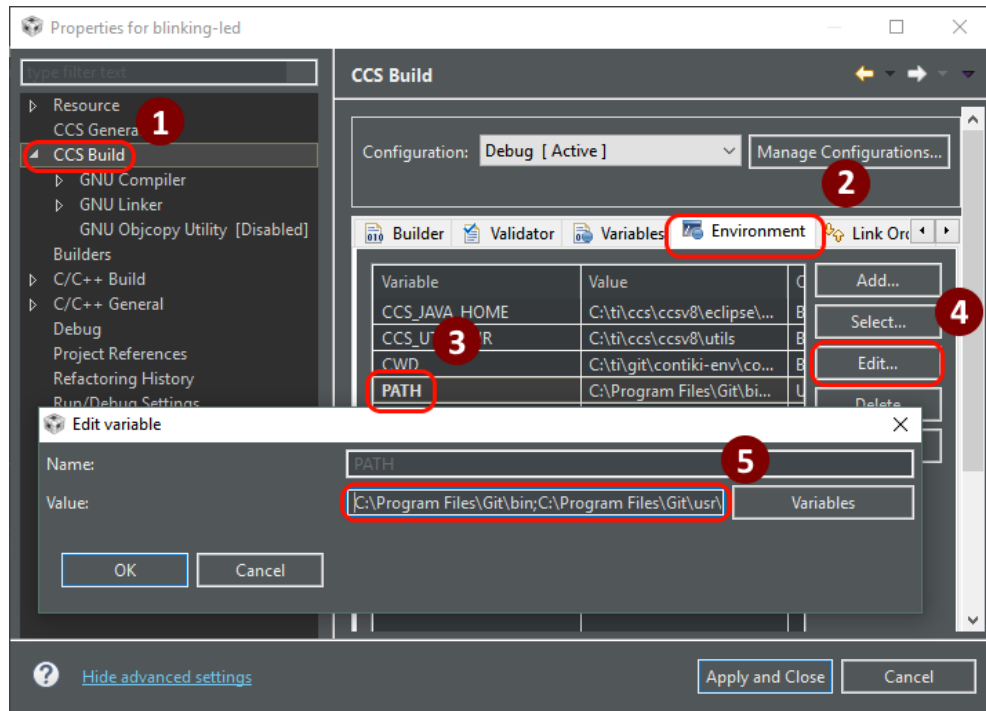 Properties for blinking-led
type filter text
CCS Build
Resource
1
CCS Genera
CCS Build
GNU Compiler
GNU Linker
GNU Objcopy Utility [Disabled]
Builders
C/C++ Build
C/C++ General
Debug
Project References
Refactoring History
Run/Debug Settings
Configuration: Debug [ Active ] Manage Configurations...
2
Builder Validator Variables Environment Link Orc
Variable Value Add...
CCS_JAVA_HOME C:\ti\ccs\ccsv8\eclipse\... B Select... 4
CCS_UT R C:\ti\ccs\ccsv8\utils B
3
CWD C:\ti\git\contiki-env\co... B Edit...
PATH C:\Program Files\Git\bi... U Delete
Edit variable
Name: PATH
5
Value: C:\Program Files\Git\bin;C:\Program Files\Git\usr\ Variables
OK Cancel
? Hide advanced settings Apply and Close Cancel